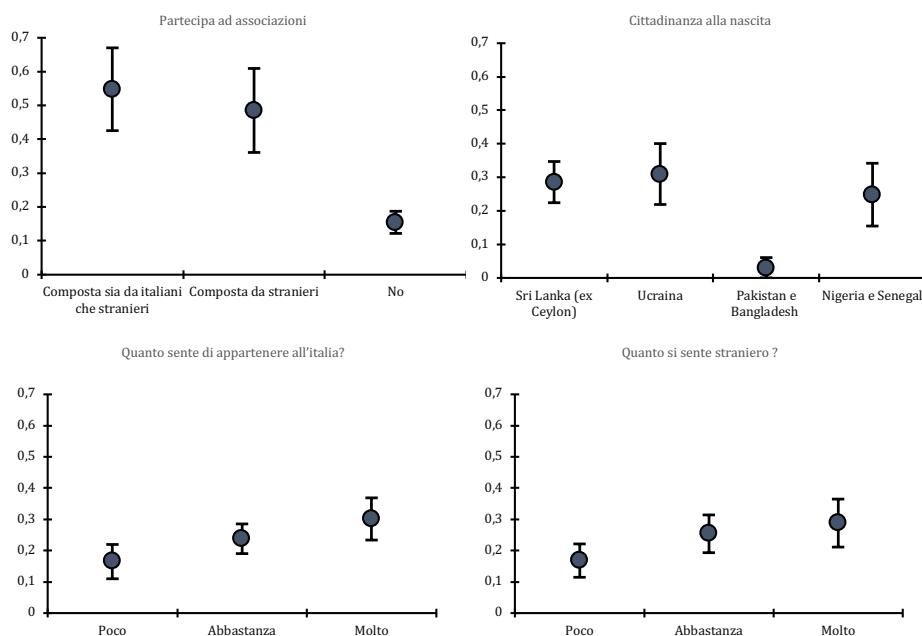 Partecipa ad associazioni
0,7
0,6
0,5
0,4
0,3
0,2
0,1
0
Composta sia da italiani che stranieri
Composta da stranieri
No
Cittadinanza alla nascita
0,7
0,6
0,5
0,4
0,3
0,2
0,1
0
Sri Lanka (ex Ceylon)
Ucraina
Pakistan e Bangladesh
Nigeria e Senegal
Quanto sente di appartenere all'italia?
0,7
0,6
0,5
0,4
0,3
0,2
0,1
0
Poco
Abbastanza
Molto
Quanto si sente straniero ?
0,7
0,6
0,5
0,4
0,3
0,2
0,1
0
Poco
Abbastanza
Molto